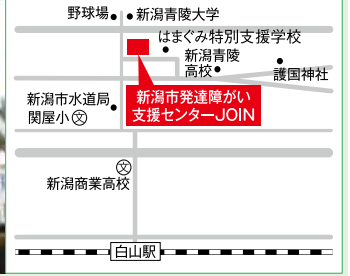 野球場
新潟青陵大学
はまぐみ特別支援学校
新潟青陵
高校
護国神社
新潟市水道局
関屋小 文
新潟市発達障がい
支援センターJOIN
文
新潟商業高校
白山駅